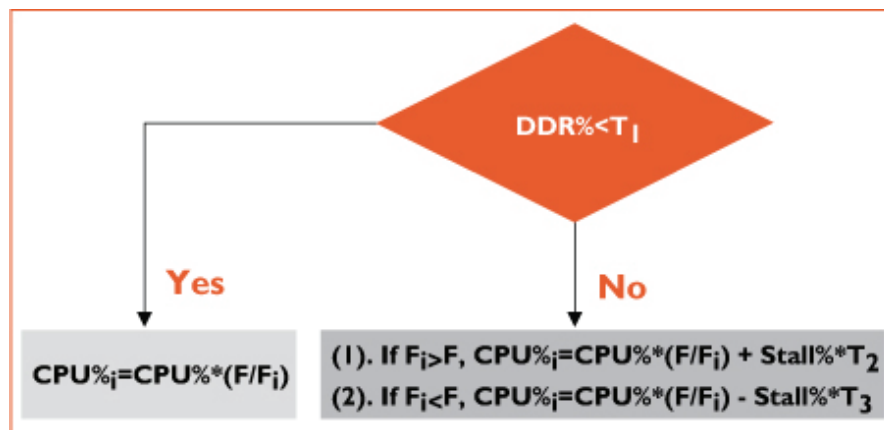 DDR%<T₁
Yes
No
CPU%ᵢ=CPU%*(F/Fᵢ)
(1). If Fᵢ>F, CPU%ᵢ=CPU%*(F/Fᵢ) + Stall%*T₂
(2). If Fᵢ<F, CPU%ᵢ=CPU%*(F/Fᵢ) - Stall%*T₃